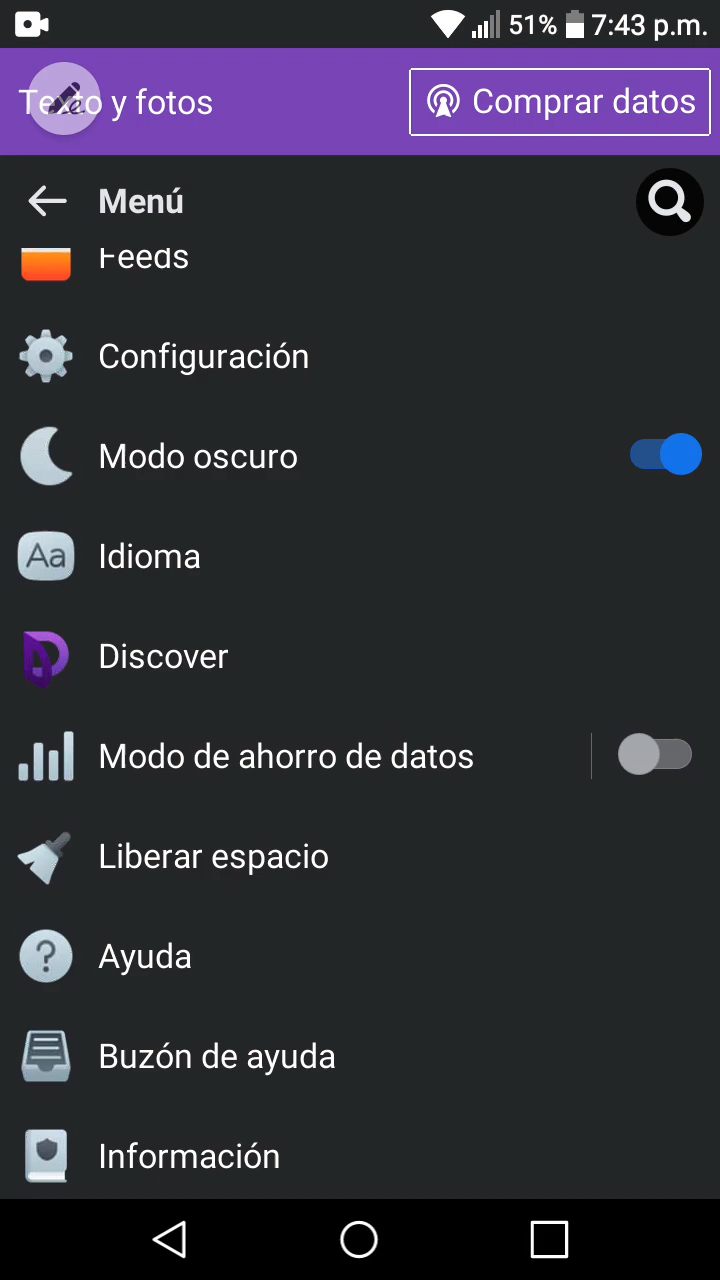 51% 7:43 p.m.
Texto y fotos Comprar datos
Menú
Feeds
Configuración
Modo oscuro
Aa Idioma
Discover
Modo de ahorro de datos
Liberar espacio
? Ayuda
Buzón de ayuda
Información